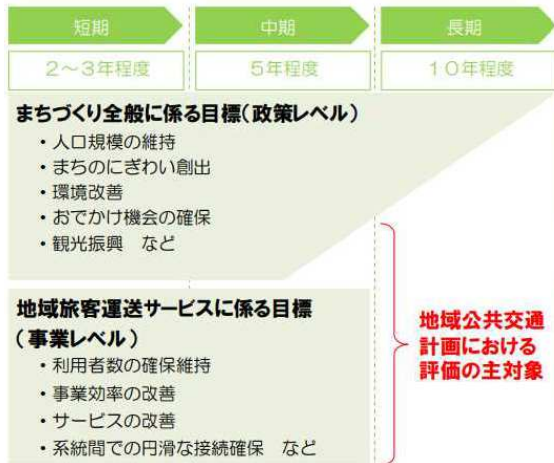 短期
中期
長期
2～3年程度
5年程度
10年程度
まちづくり全般に係る目標(政策レベル)
・人口規模の維持
・まちのにぎわい創出
・環境改善
・おでかけ機会の確保
・観光振興 など
地域旅客運送サービスに係る目標
(事業レベル)
・利用者数の確保維持
・事業効率の改善
・サービスの改善
・系統間での円滑な接続確保 など
地域公共交通
計画における
評価の主対象